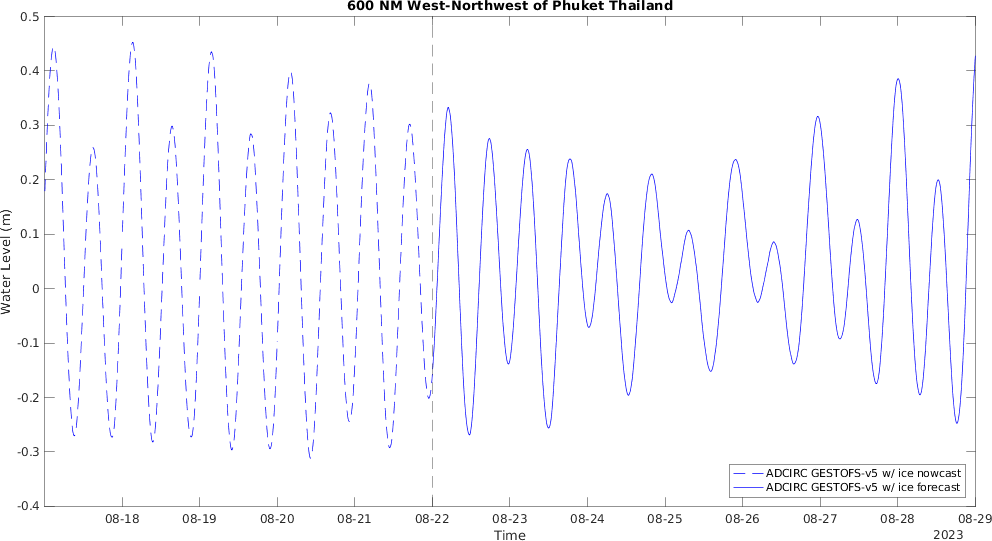 600 NM West-Northwest of Phuket Thailand
0.5
0.4
0.3
0.2
0.1
0
-0.1
-0.2
-0.3
-0.4
Water Level (m)
ADCIRC GESTOFS-v5 w/ ice nowcast
ADCIRC GESTOFS-v5 w/ ice forecast
08-18 08-19 08-20 08-21 08-22 08-23 08-24 08-25 08-26 08-27 08-28 08-29
Time
2023